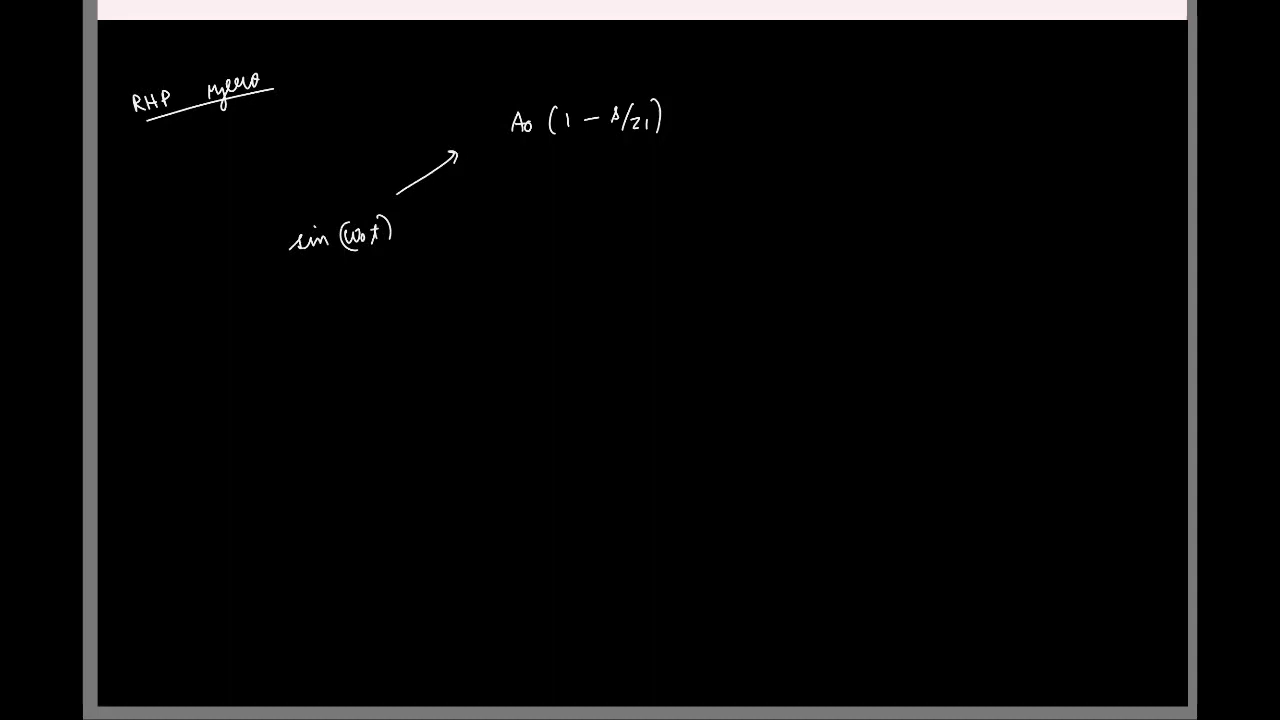 RHP zero
A₀ (1 - s/z1)
sin (ω₀t)